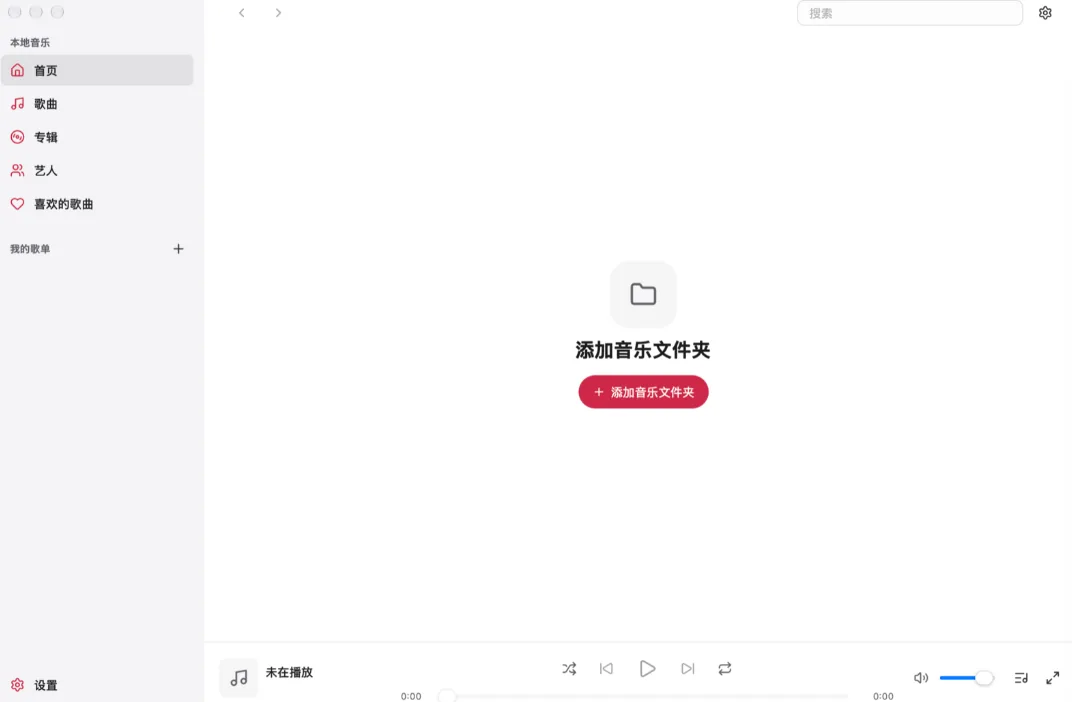 搜索
本地音乐
首页
歌曲
专辑
艺人
喜欢的歌曲
我的歌单
添加音乐文件夹
添加音乐文件夹
设置
未在播放
0:00
0:00